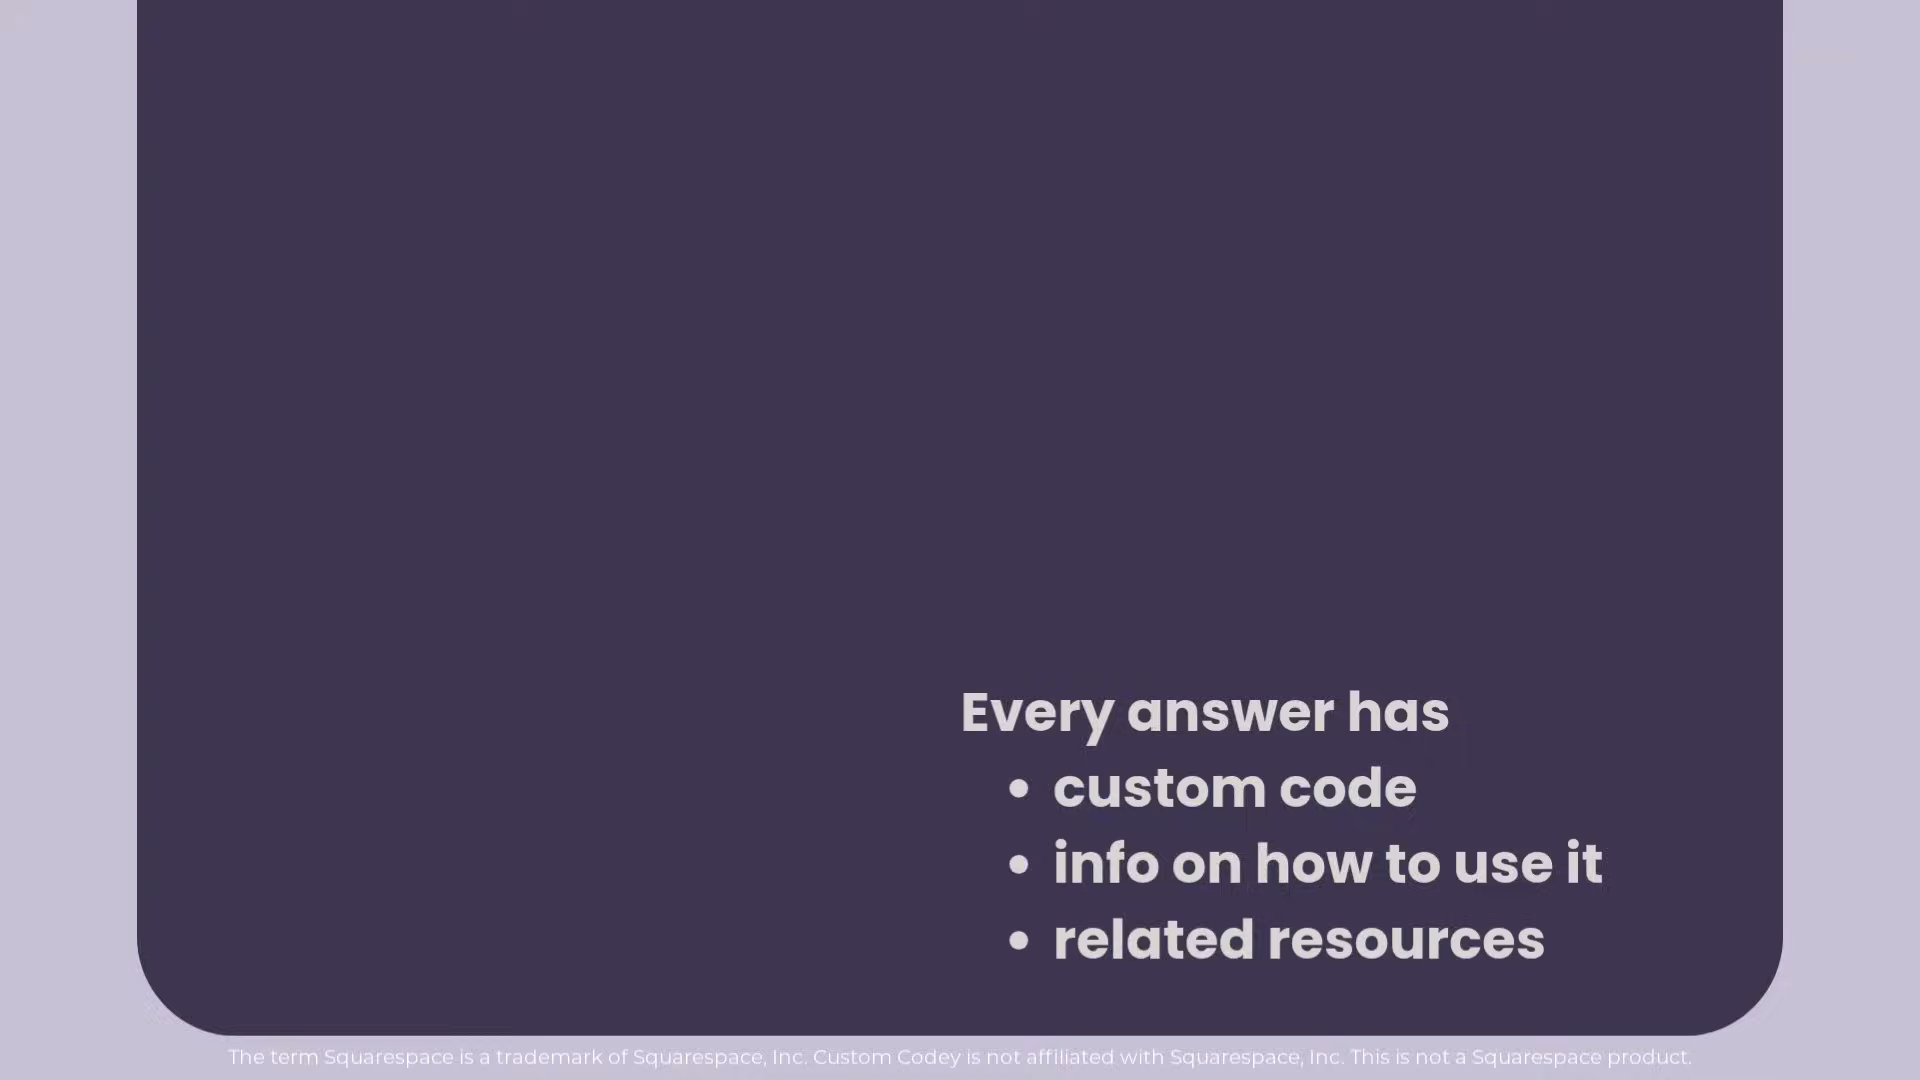 Every answer has
• custom code
• info on how to use it
• related resources
The term Squarespace is a trademark of Squarespace, Inc. Custom Codey is not affiliated with Squarespace, Inc. This is not a Squarespace product.